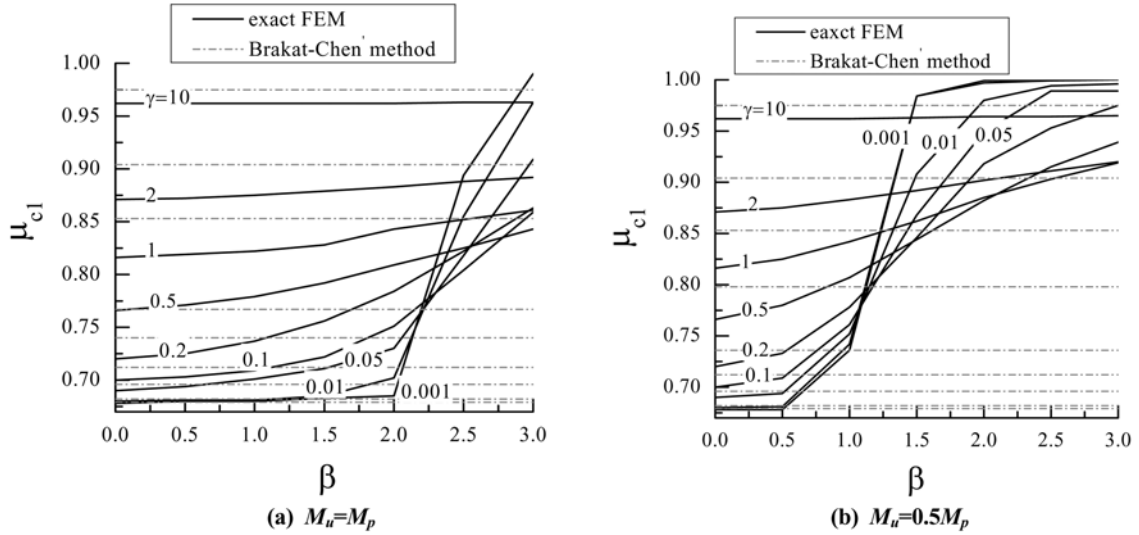 exact FEM
Brakat-Chen' method
1.00
0.95
0.90
0.85
0.80
0.75
0.70
μc1
γ=10
2
1
0.5
0.2
0.1
0.05
0.01
0.001
0.0 0.5 1.0 1.5 2.0 2.5 3.0
β
(a) Mu=Mp
eaxct FEM
Brakat-Chen' method
1.00
0.95
0.90
0.85
0.80
0.75
0.70
μc1
γ=10
0.001
0.01
0.05
2
1
0.5
0.2
0.1
0.0 0.5 1.0 1.5 2.0 2.5 3.0
β
(b) Mu=0.5Mp